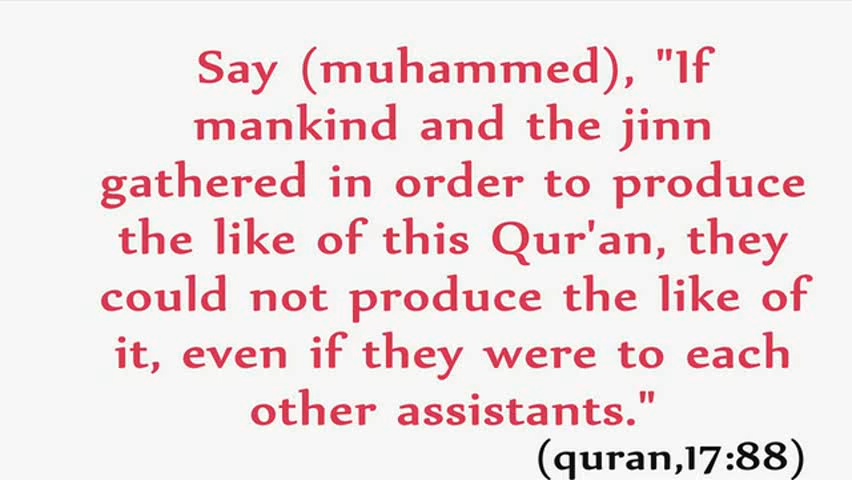 Say (muhammed), "If
mankind and the jinn
gathered in order to produce
the like of this Qur'an, they
could not produce the like of
it, even if they were to each
other assistants."
(quran,17:88)